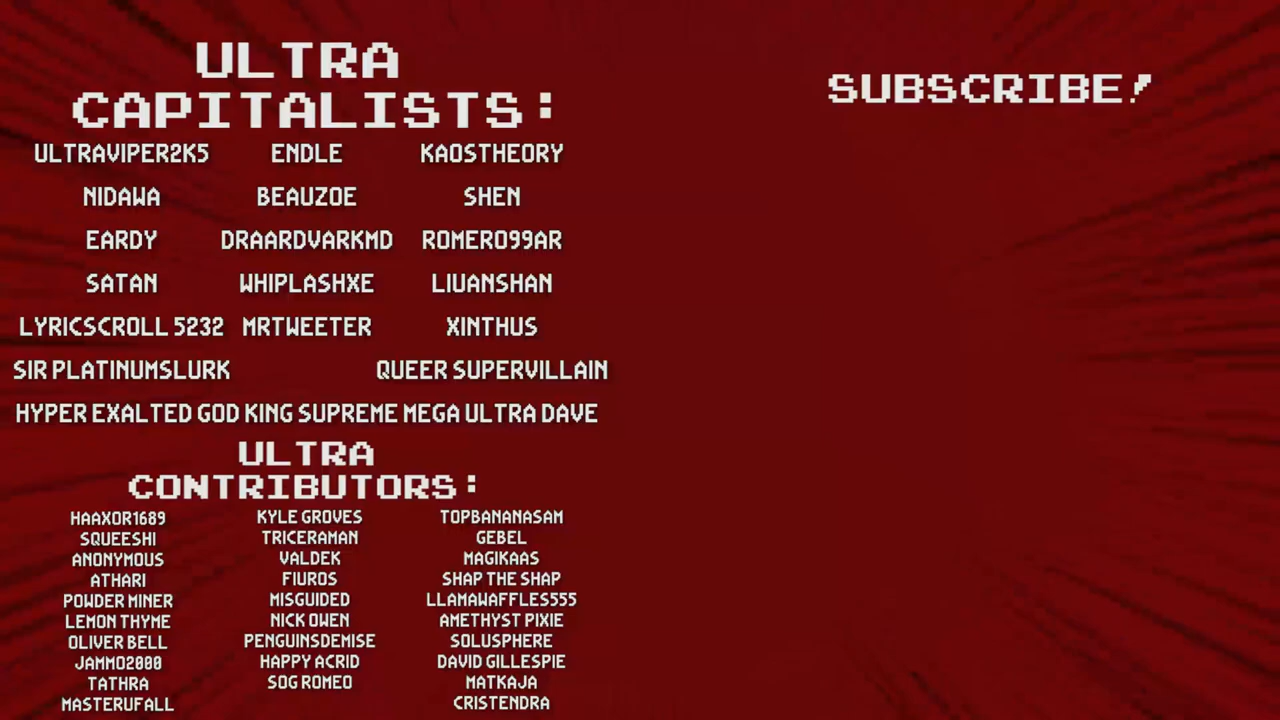 ULTRA
CAPITALISTS:
ULTRAVIPER2K5 ENDLE KAOSTHEORY
NIDAWA BEAUZOE SHEN
EARDY DRAARDVARKMD ROMERO99AR
SATAN WHIPLASHXE LIVANSHAN
LYRICSCROLL 5232 MRTWEETER XINTHUS
SIR PLATINUMSLURK QUEER SUPERVILLAIN
HYPER EXALTED GOD KING SUPREME MEGA ULTRA DAVE
ULTRA
CONTRIBUTORS:
HAAXOR1689 KYLE GROVES TOPBANANASAM
SQUEESHI TRICERAMAN GEBEL
ANONYMOUS VALDEK MAGIKAAS
ATHARI FIUROS SHAP THE SHAP
POWDER MINER MISGUIDED LLAMAWAFFLES555
LEMON THYME NICK OWEN AMETHYST PIXIE
OLIVER BELL PENGUINSDEMISE SOLUSPHERE
JAMMO2000 HAPPY ACRID DAVID GILLESPIE
TATHRA SOG ROMEO MATKAJA
MASTERUFALL CRISTENDRA
SUBSCRIBE!